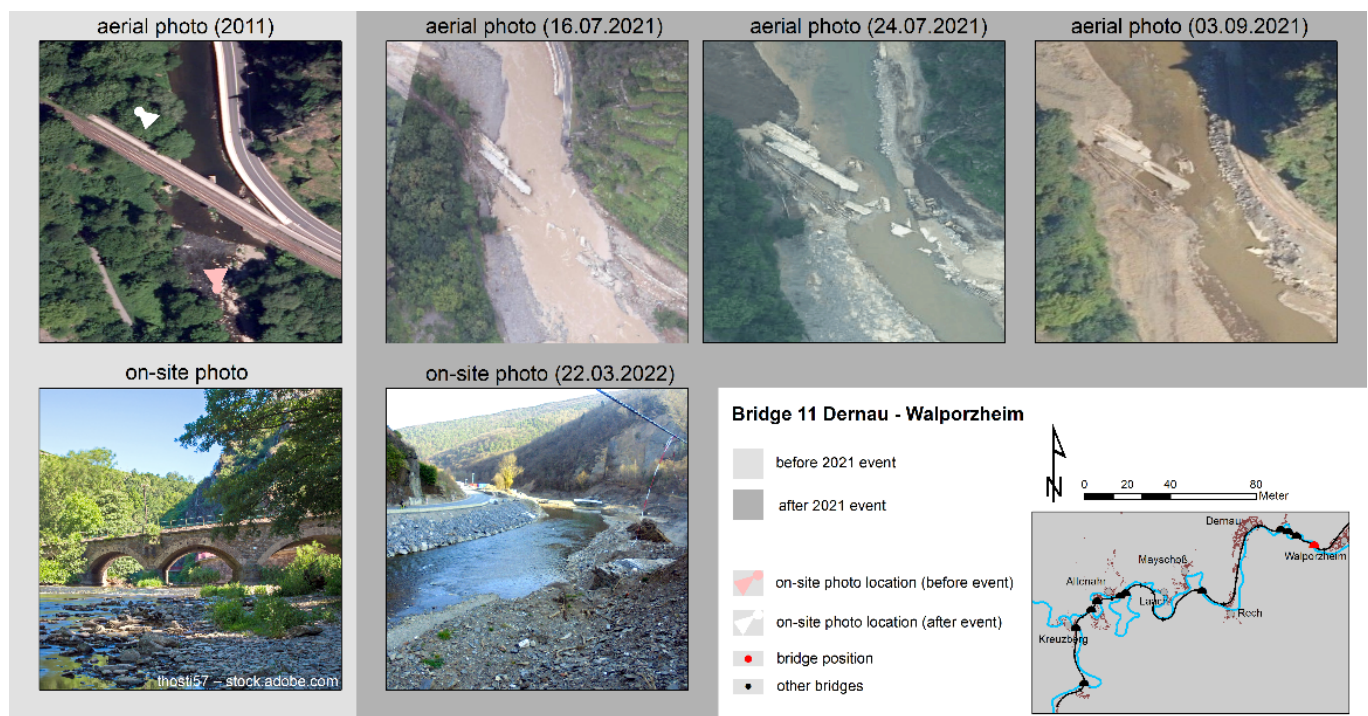 aerial photo (2011)
aerial photo (16.07.2021)
aerial photo (24.07.2021)
aerial photo (03.09.2021)
on-site photo
on-site photo (22.03.2022)
thosti57 – stock.adobe.com
Bridge 11 Dernau - Walporzheim
before 2021 event
after 2021 event
on-site photo location (before event)
on-site photo location (after event)
bridge position
other bridges
N
0 20 40 80
Meter
Dernau
Walporzheim
Mayschoß
Altenahr
Laach
Rech
Kreuzberg